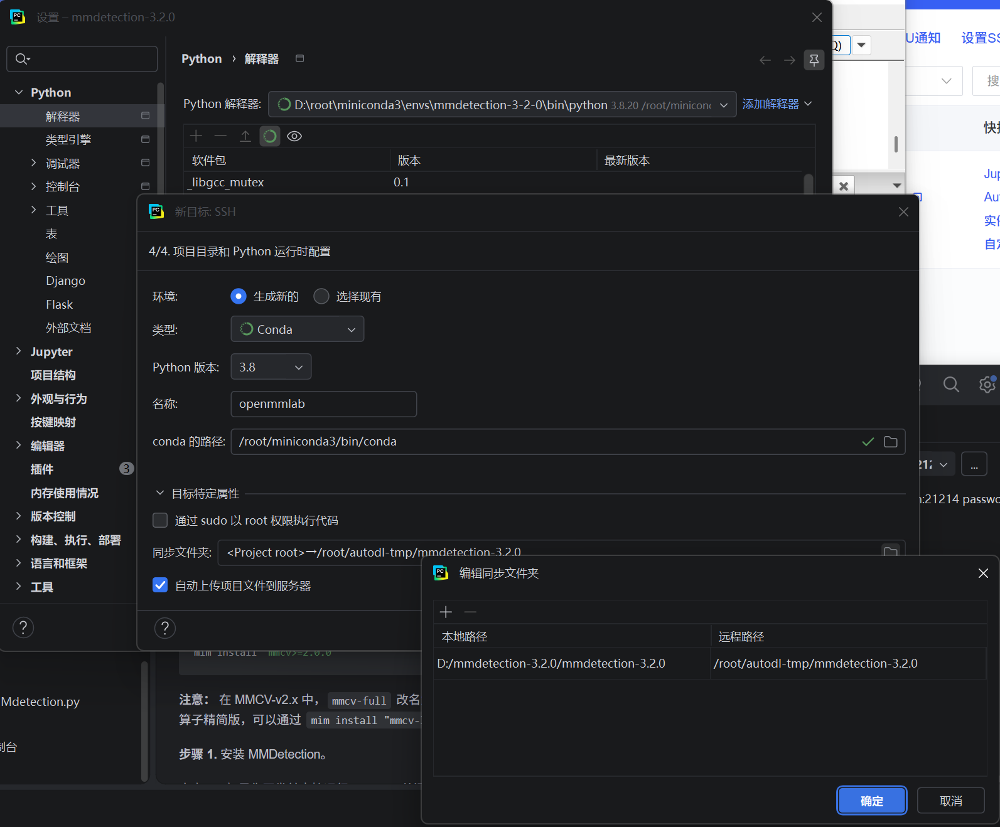 设置 – mmdetection-3.2.0
Python › 解释器
Python
解释器
类型引擎
调试器
控制台
工具
表
绘图
Django
Flask
外部文档
Jupyter
项目结构
外观与行为
按键映射
编辑器
插件
3
内存使用情况
版本控制
构建、执行、部署
语言和框架
工具
?
Python 解释器:
D:\root\miniconda3\envs\mmdetection-3-2-0\bin\python 3.8.20 /root/minicon
添加解释器
软件包
版本
最新版本
_libgcc_mutex
0.1
U通知
设置SS
搜
快
Jup
Au
自定
新目标: SSH
4/4. 项目目录和 Python 运行时配置
环境:
生成新的
选择现有
类型:
Conda
Python 版本:
3.8
名称:
openmmlab
conda 的路径:
/root/miniconda3/bin/conda
目标特定属性
通过 sudo 以 root 权限执行代码
同步文件夹:
<Project root>→/root/autodl-tmp/mmdetection-3.2.0
自动上传项目文件到服务器
?
...
:21214 passwo
编辑同步文件夹
本地路径
远程路径
D:/mmdetection-3.2.0/mmdetection-3.2.0
/root/autodl-tmp/mmdetection-3.2.0
确定
取消
mim install "mmcv>=2.0.0"
Mdetection.py
制台
注意： 在 MMCV-v2.x 中， mmcv-full 改名
算子精简版，可以通过 mim install "mmcv-
步骤 1. 安装 MMDetection。